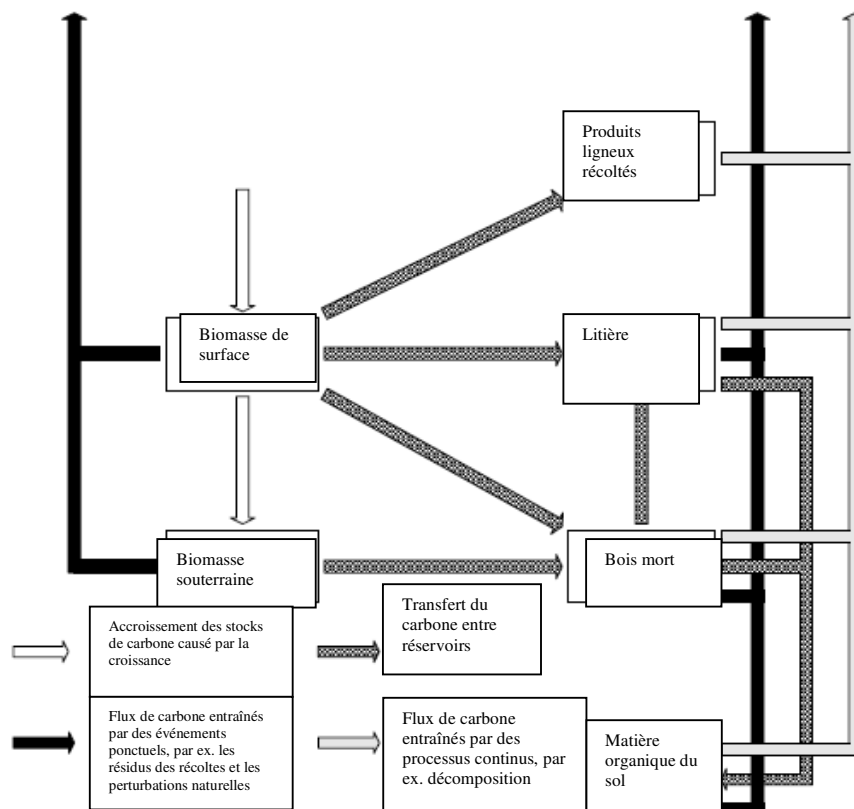 Produits
ligneux
récoltés
Biomasse de
surface
Litière
Biomasse
souterraine
Bois mort
Accroissement des stocks
de carbone causé par la
croissance
Transfert du
carbone entre
réservoirs
Flux de carbone entraînés
par des événements
ponctuels, par ex. les
résidus des récoltes et les
perturbations naturelles
Flux de carbone
entraînés par des
processus continus, par
ex. décomposition
Matière
organique du
sol